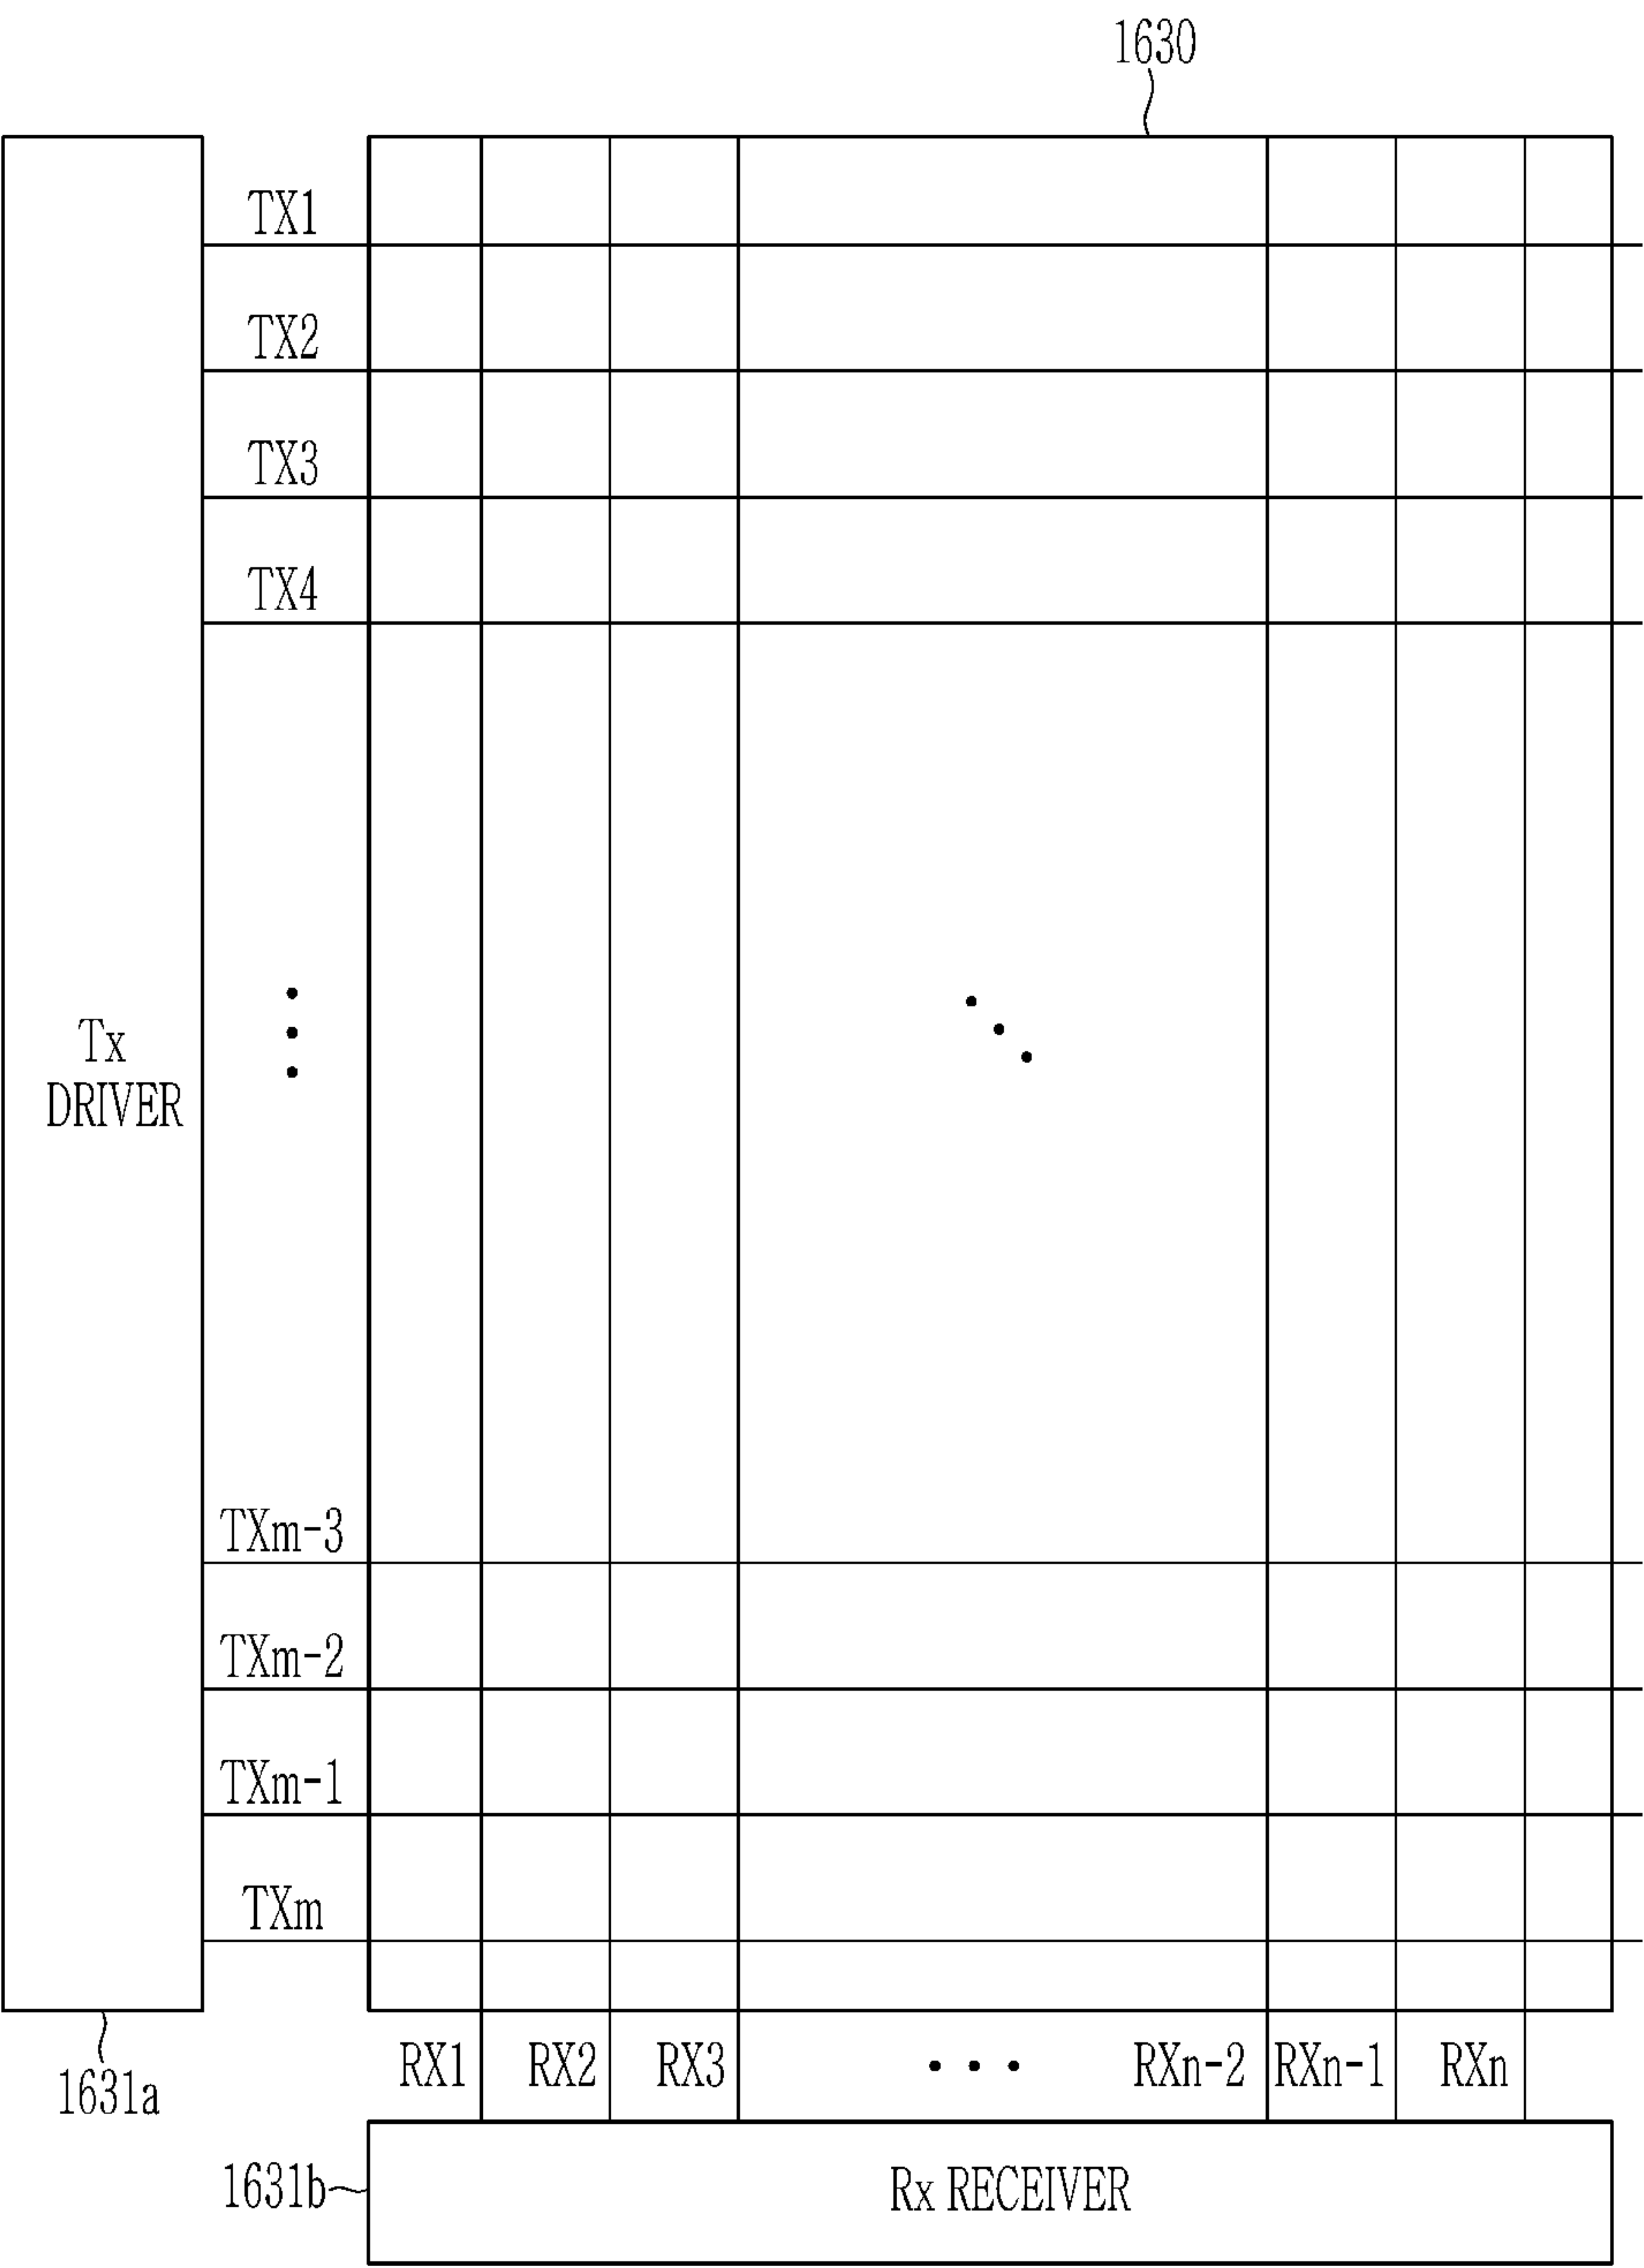 1630
TX1
TX2
TX3
TX4
Tx
DRIVER
TXm-3
TXm-2
TXm-1
TXm
RX1 RX2 RX3 RXn-2 RXn-1 RXn
1631a
1631b
Rx RECEIVER